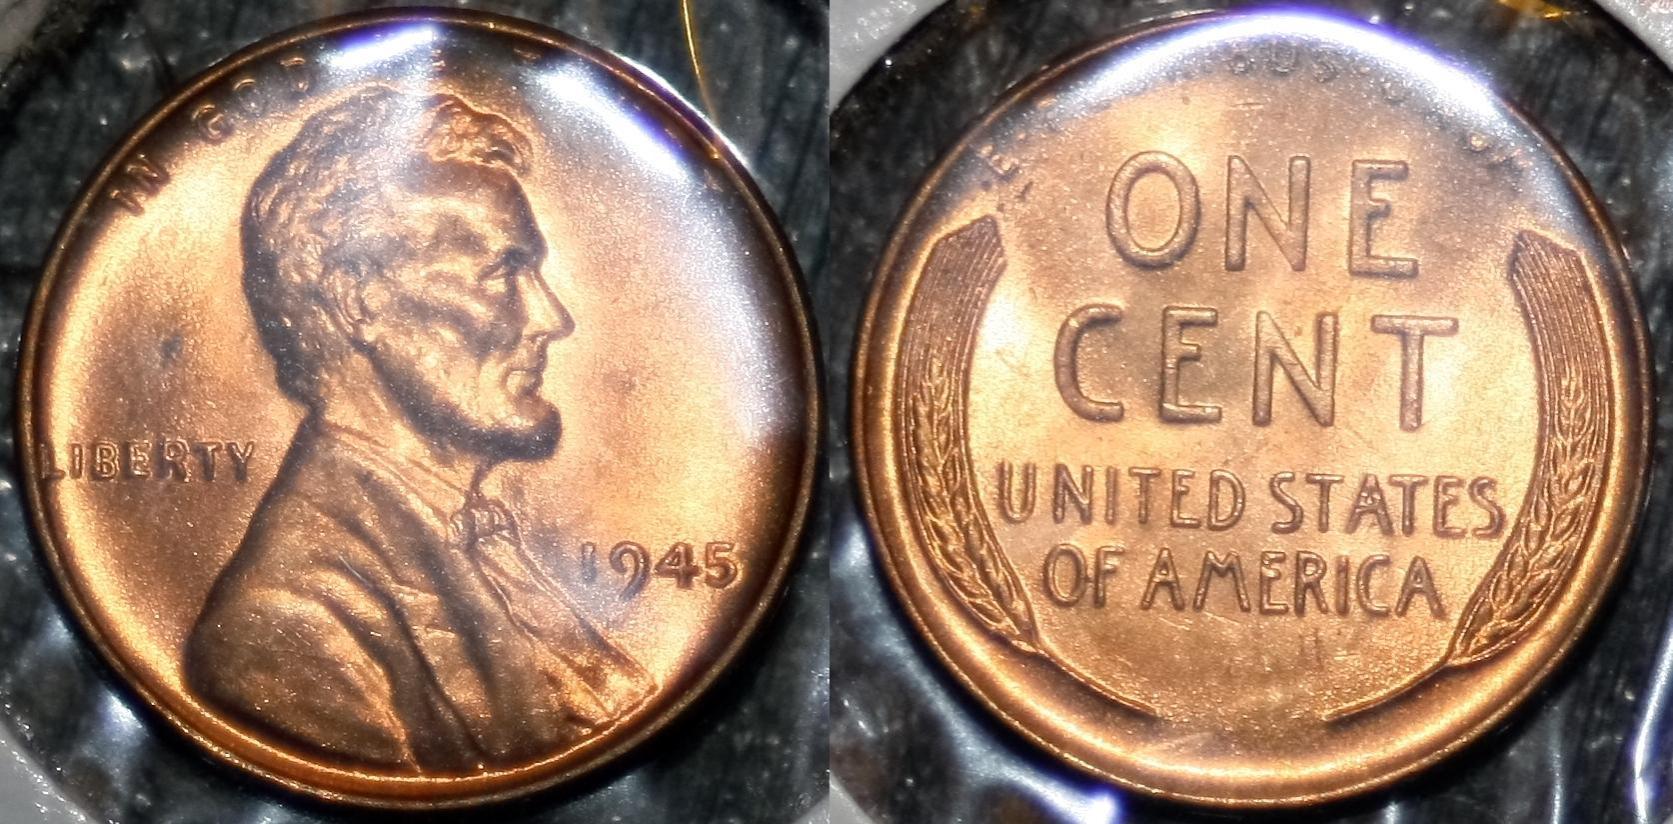 IN GOD
LIBERTY
1945
ONE
CENT
UNITED STATES
OF AMERICA